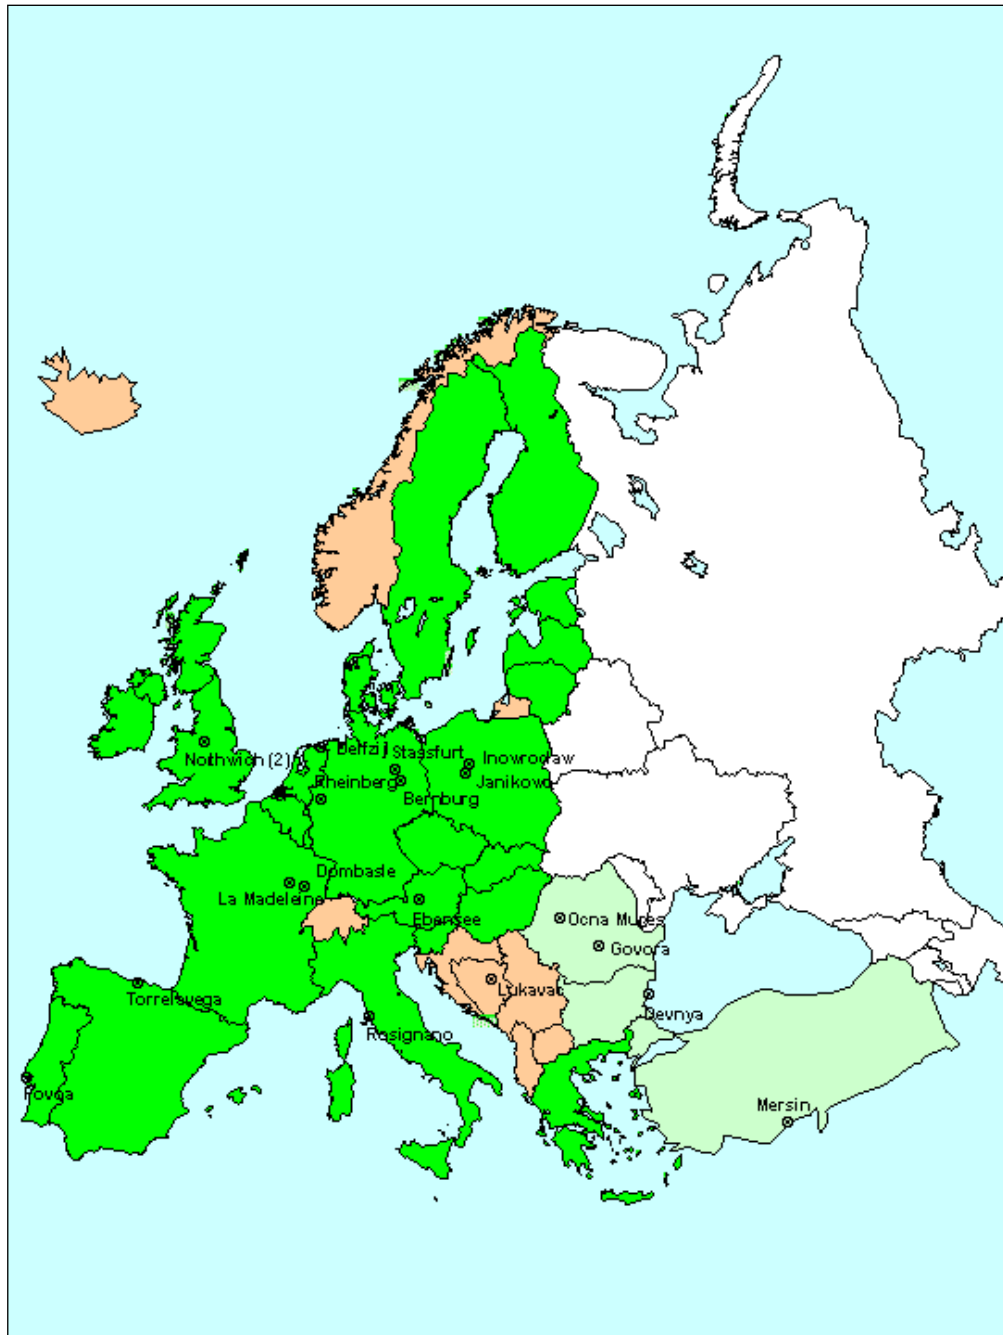 Northwich (2)
Delfzijl
Stassfurt
Inowroclaw
Rheinberg
Janikowo
Bernburg
Dombasle
La Madeleine
Ebensee
Ocna Mures
Govora
Torrelavega
Lukavac
Devnya
Rosignano
Povoa
Mersin